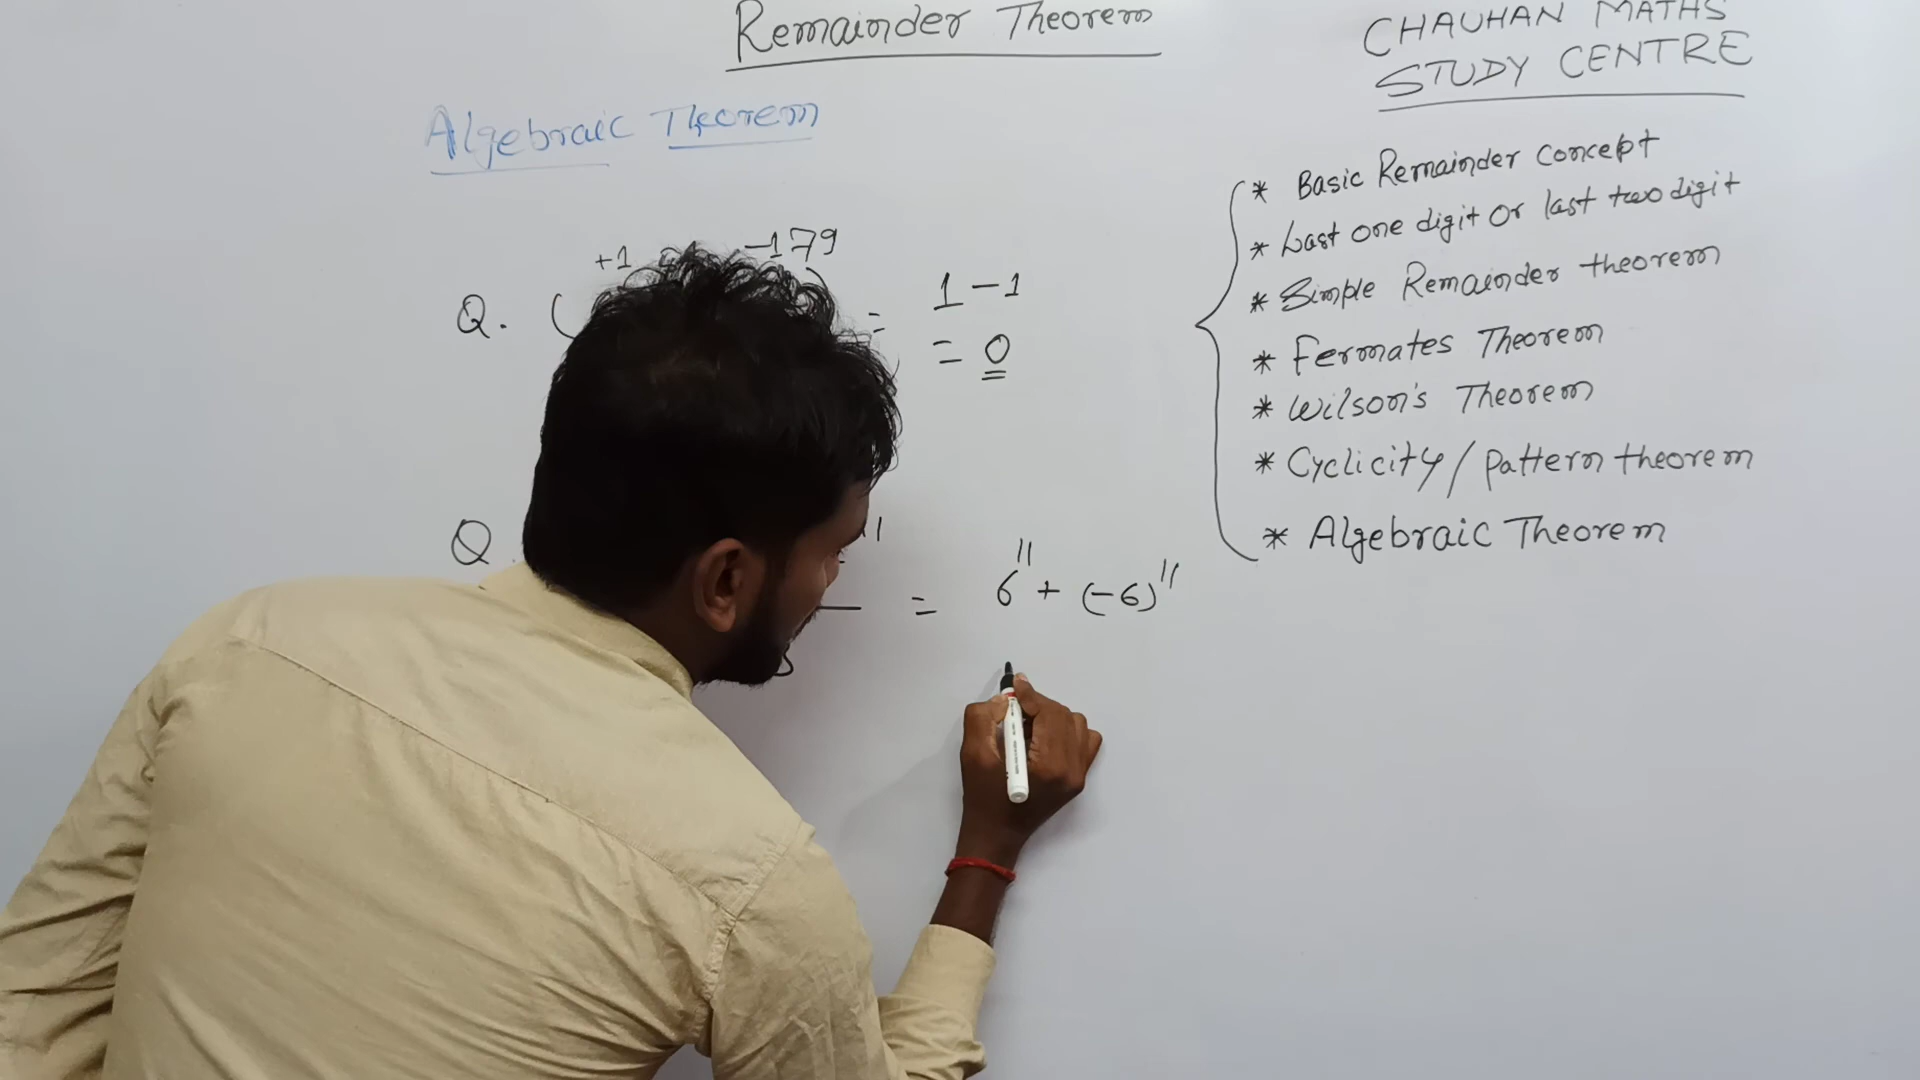 Remainder Theorem
CHAUHAN MATHS
STUDY CENTRE
Algebraic Theorem
* Basic Remainder concept
* Last one digit Or last two digit
* Simple Remainder theorem
* Fermates Theorem
* Wilson's Theorem
* Cyclicity / pattern theorem
* Algebraic Theorem
+1 -179
Q. ( ) = 1 - 1
= 0
Q. = 6^11 + (-6)^11